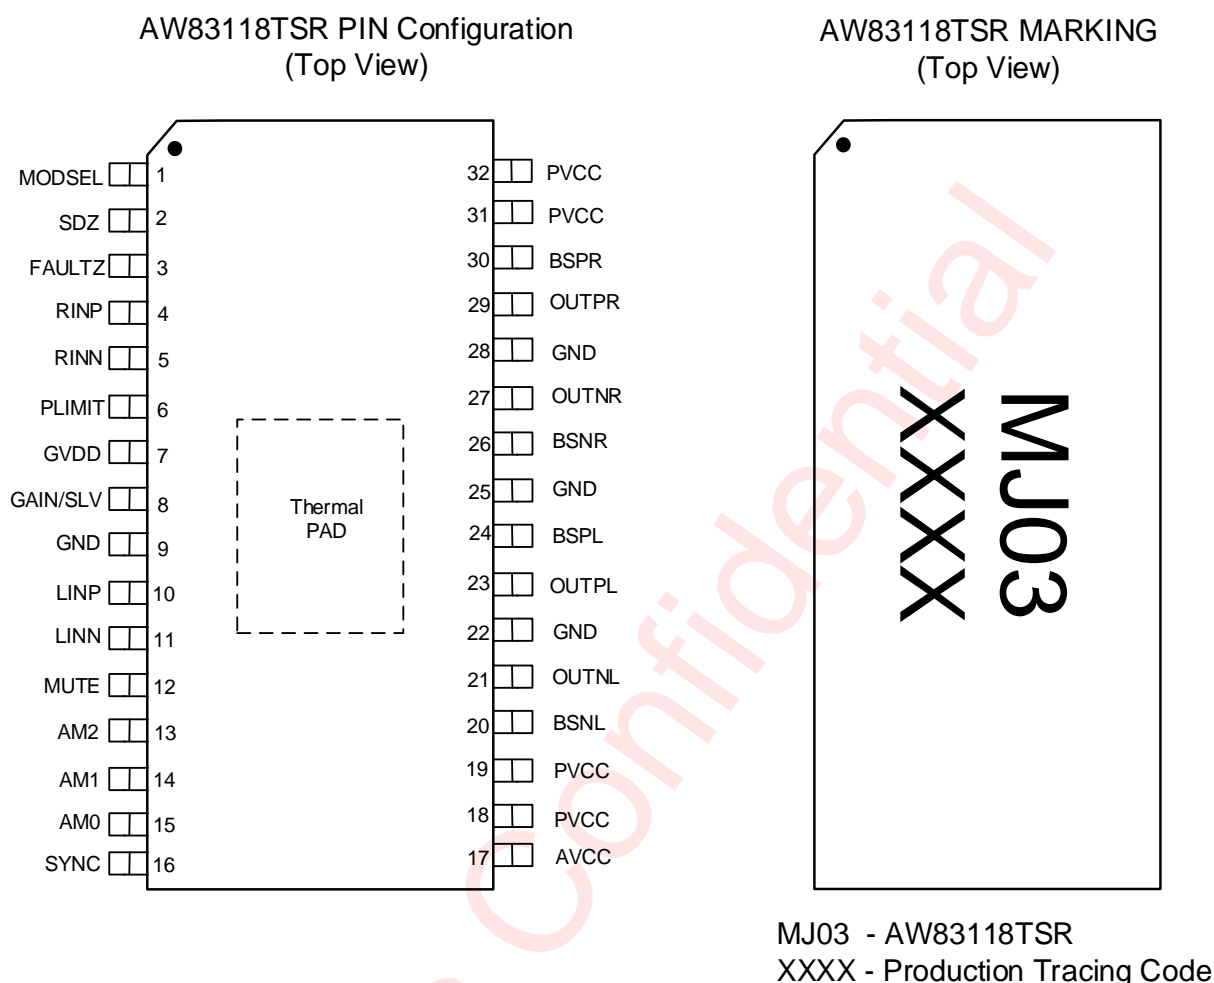 AW83118TSR PIN Configuration
(Top View)
MODSEL 1
SDZ 2
FAULTZ 3
RINP 4
RINN 5
PLIMIT 6
GVDD 7
GAIN/SLV 8
GND 9
LINP 10
LINN 11
MUTE 12
AM2 13
AM1 14
AM0 15
SYNC 16
Thermal
PAD
32 PVCC
31 PVCC
30 BSPR
29 OUTPR
28 GND
27 OUTNR
26 BSNR
25 GND
24 BSPL
23 OUTPL
22 GND
21 OUTNL
20 BSNL
19 PVCC
18 PVCC
17 AVCC
AW83118TSR MARKING
(Top View)
MJ03
XXXX
MJ03 - AW83118TSR
XXXX - Production Tracing Code
Confidential